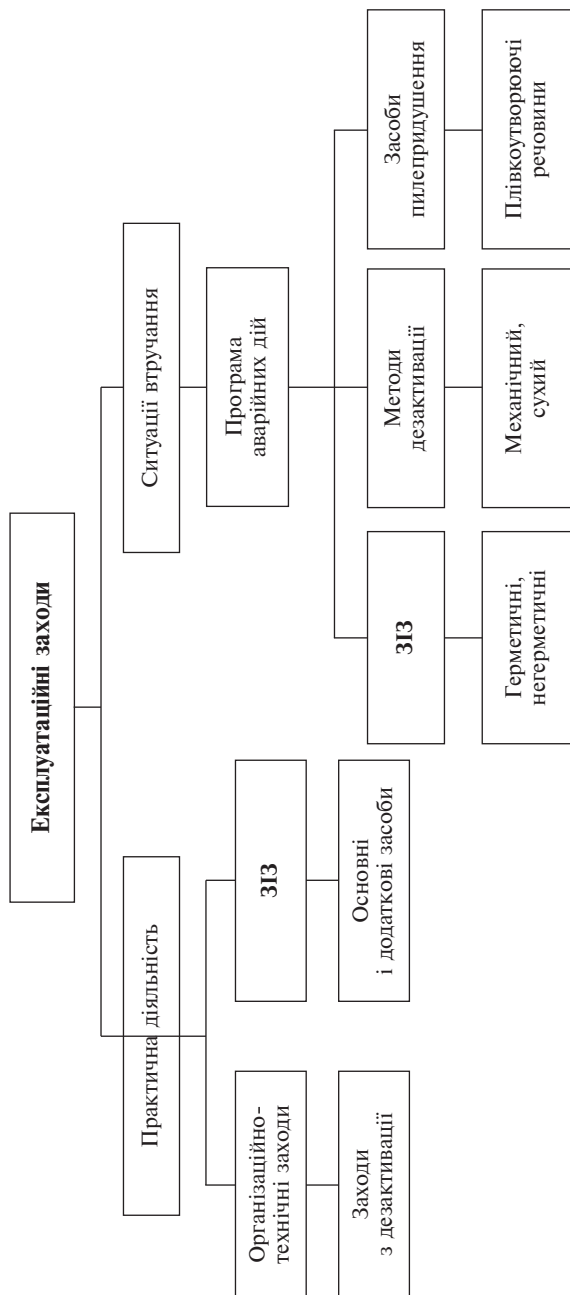 Експлуатаційні заходи
Практична діяльність
Ситуації втручання
Організаційно-
технічні заходи
ЗІЗ
Програма
аварійних дій
Заходи
з дезактивації
Основні
і додаткові засоби
ЗІЗ
Методи
дезактивації
Засоби
пилепридушення
Герметичні,
негерметичні
Механічний,
сухий
Плівкоутворюючі
речовини